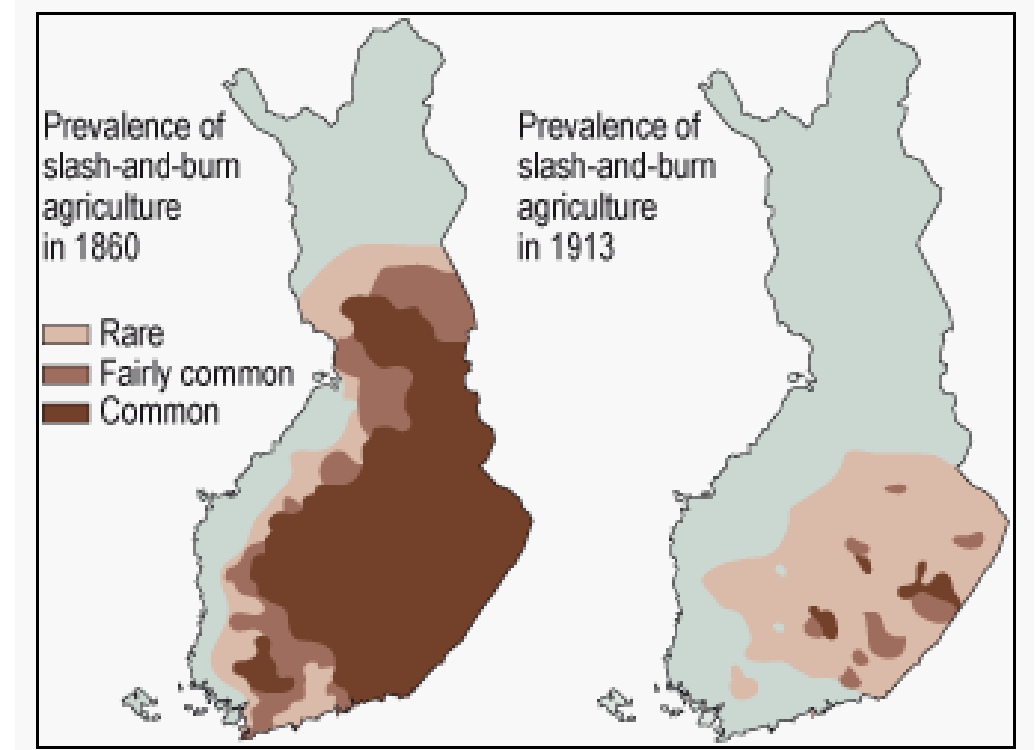 Prevalence of
slash-and-burn
agriculture
in 1860
Rare
Fairly common
Common
Prevalence of
slash-and-burn
agriculture
in 1913